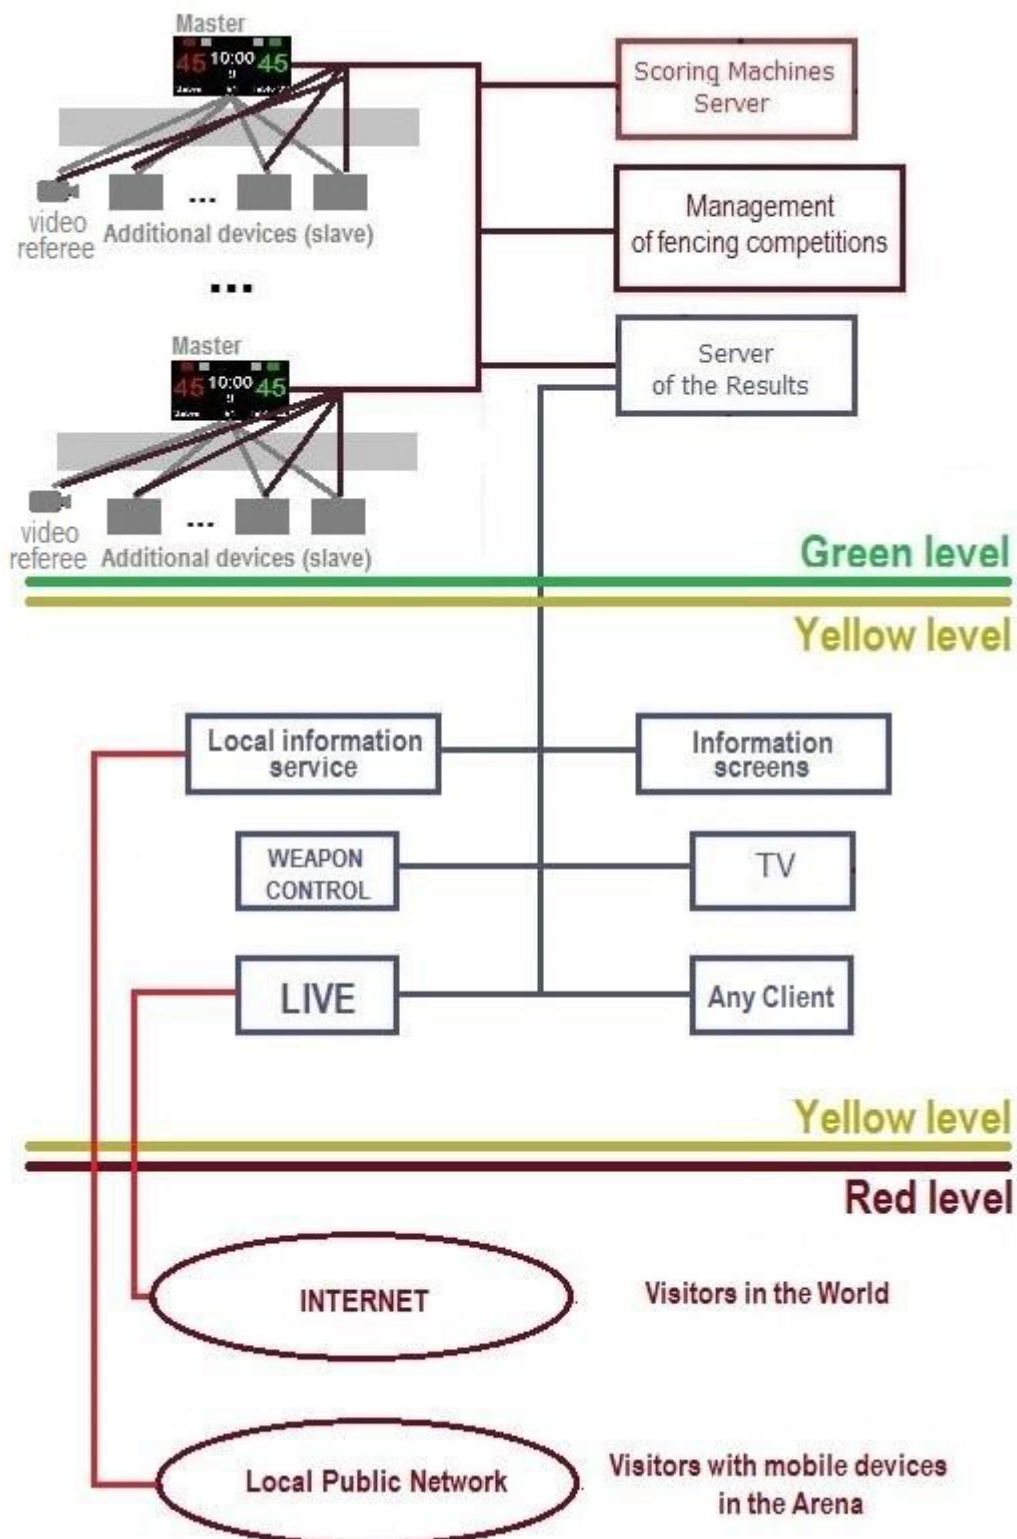 Master
45 10:00 45
9
video
referee
...
Additional devices (slave)
...
Master
45 10:00 45
9
video
referee
...
Additional devices (slave)
Scoring Machines
Server
Management
of fencing competitions
Server
of the Results
Green level
Yellow level
Local information
service
Information
screens
WEAPON
CONTROL
TV
LIVE
Any Client
Yellow level
Red level
INTERNET
Visitors in the World
Local Public Network
Visitors with mobile devices
in the Arena